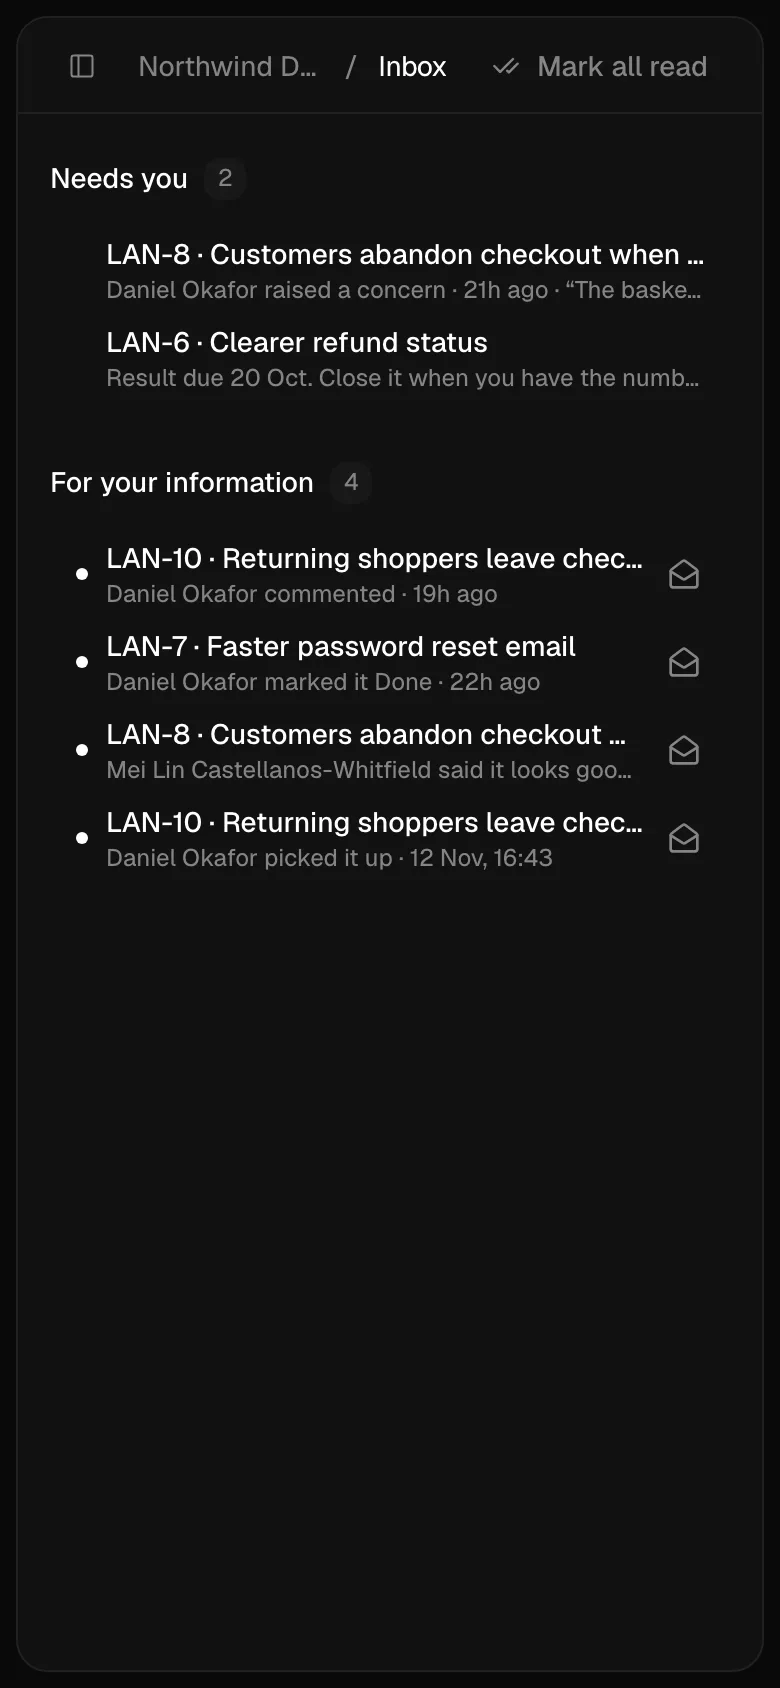 Northwind D... / Inbox Mark all read
Needs you 2
LAN-8 · Customers abandon checkout when ...
Daniel Okafor raised a concern · 21h ago · “The baske...
LAN-6 · Clearer refund status
Result due 20 Oct. Close it when you have the numb...
For your information 4
LAN-10 · Returning shoppers leave chec...
Daniel Okafor commented · 19h ago
LAN-7 · Faster password reset email
Daniel Okafor marked it Done · 22h ago
LAN-8 · Customers abandon checkout ...
Mei Lin Castellanos-Whitfield said it looks goo...
LAN-10 · Returning shoppers leave chec...
Daniel Okafor picked it up · 12 Nov, 16:43